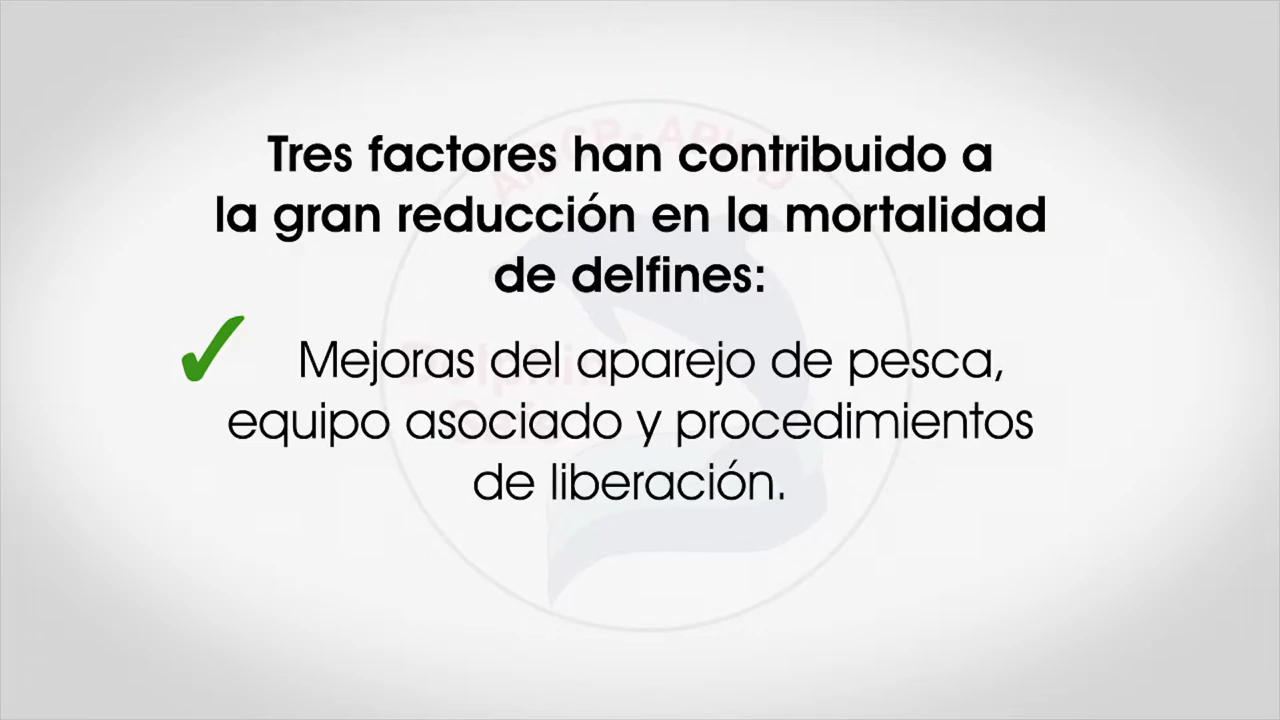 Tres factores han contribuido a
la gran reducción en la mortalidad
de delfines:
Mejoras del aparejo de pesca,
equipo asociado y procedimientos
de liberación.